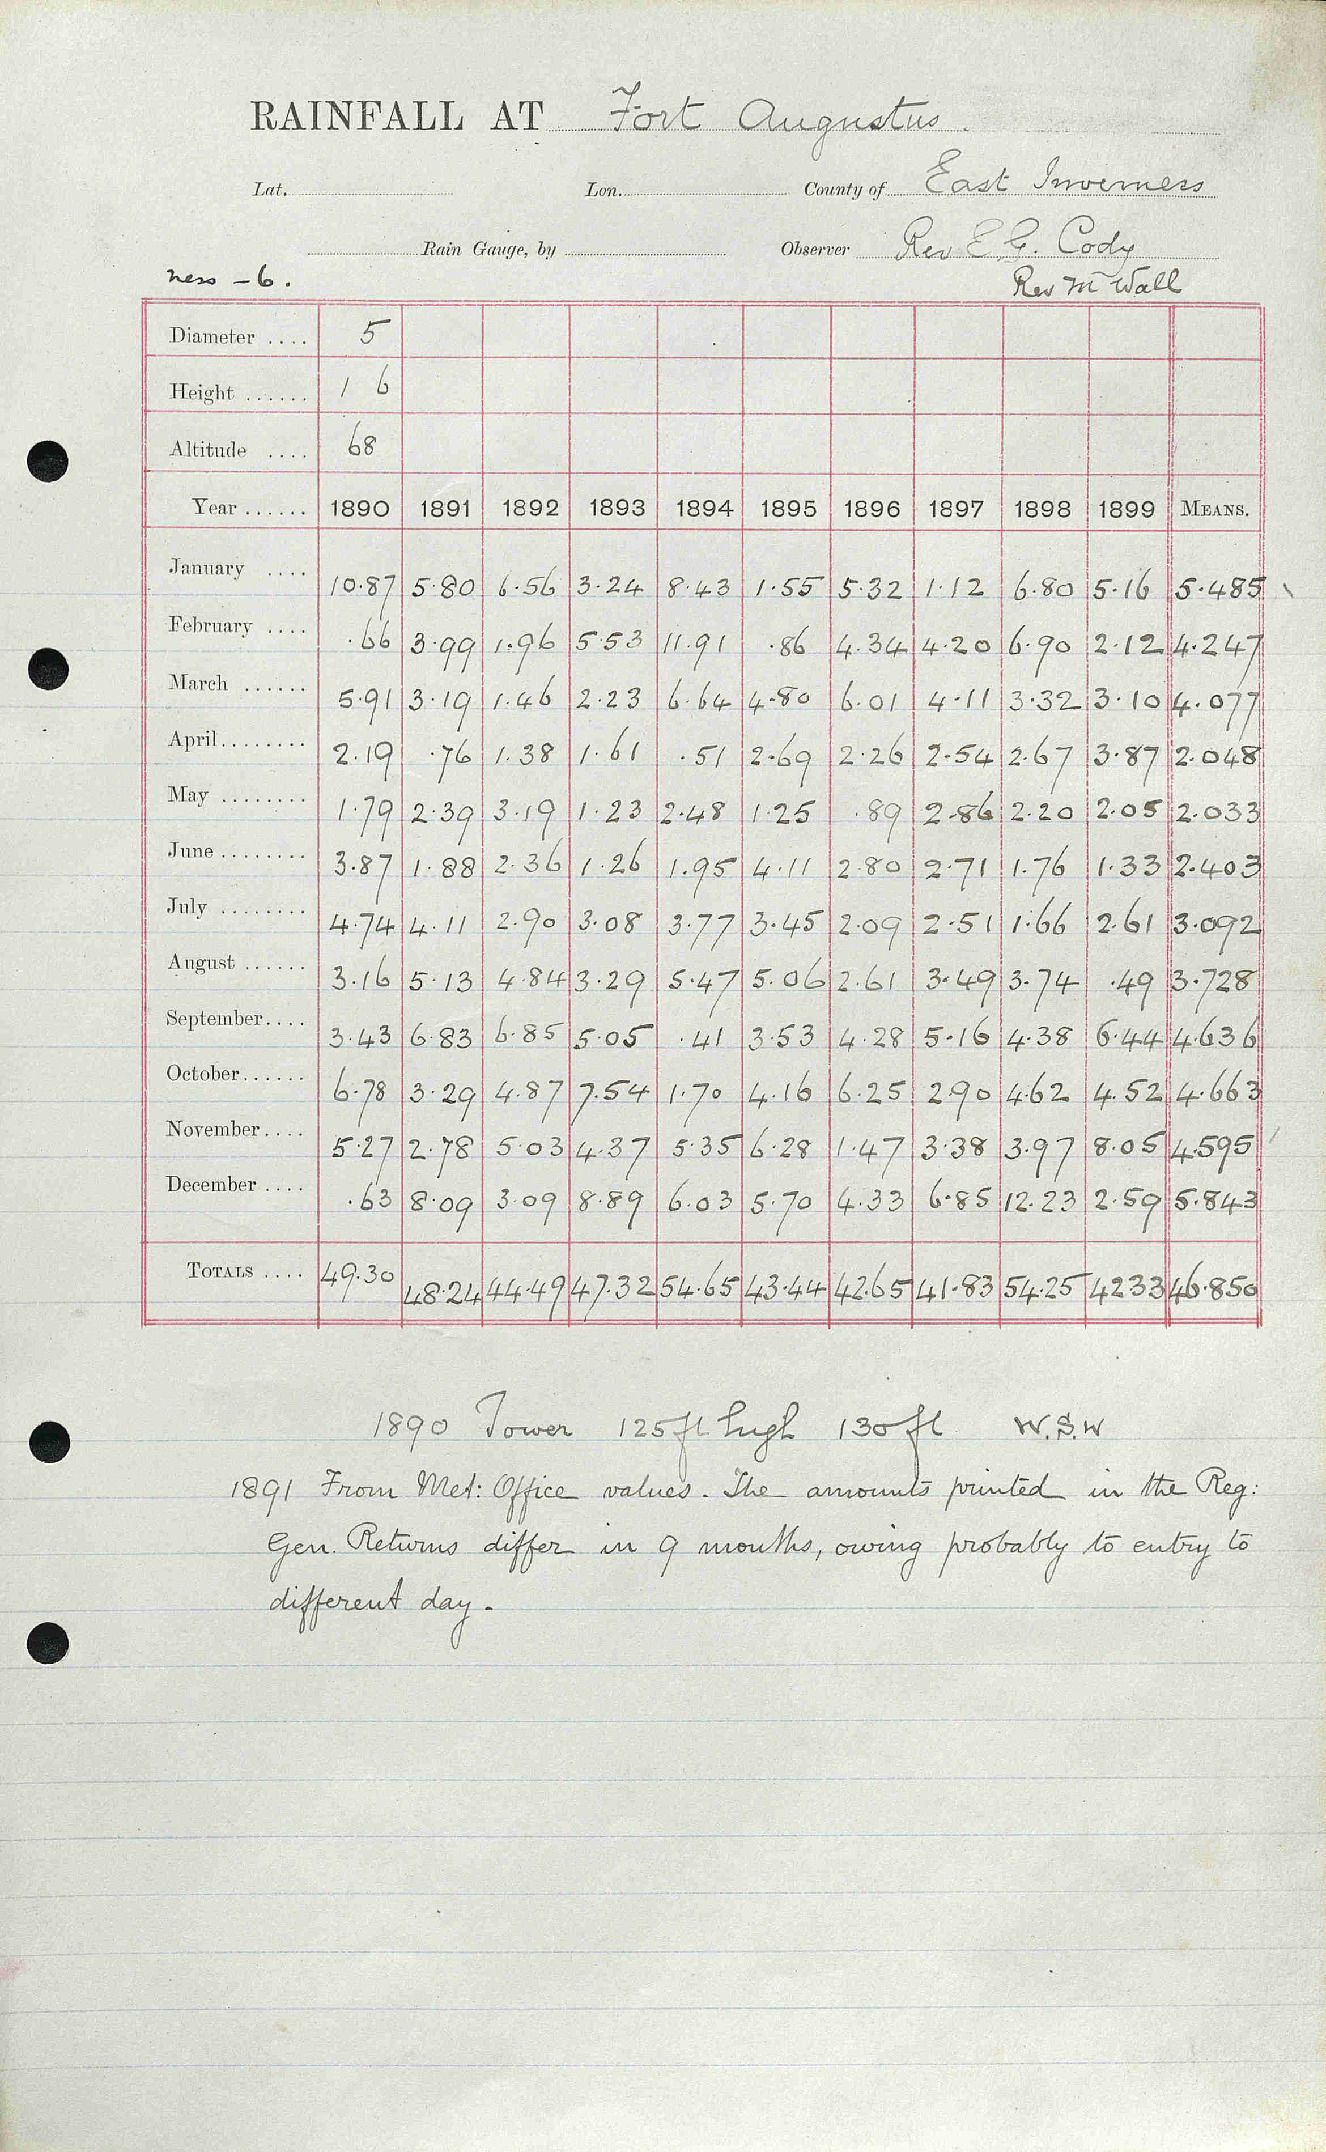 RAINFALL AT Fort Augustus.
Lat. Lon. County of East Inverness
Rain Gauge, by Observer Rev E G. Cody
ness - 6. Rev M Wall
Diameter .... 5
Height ...... 1 6
Altitude .... 68
Year ...... 1890 1891 1892 1893 1894 1895 1896 1897 1898 1899 MEANS.
January .... 10.87 5.80 6.56 3.24 8.43 1.55 5.32 1.12 6.80 5.16 5.485
February .... .66 3.99 1.96 5.53 11.91 .86 4.34 4.20 6.90 2.12 4.247
March ...... 5.91 3.19 1.46 2.23 6.64 4.80 6.01 4.11 3.32 3.10 4.077
April........ 2.19 .76 1.38 1.61 .51 2.69 2.26 2.54 2.67 3.87 2.048
May ........ 1.79 2.39 3.19 1.23 2.48 1.25 .89 2.86 2.20 2.05 2.033
June ........ 3.87 1.88 2.36 1.26 1.95 4.11 2.80 2.71 1.76 1.33 2.403
July ........ 4.74 4.11 2.90 3.08 3.77 3.45 2.09 2.51 1.66 2.61 3.092
August ...... 3.16 5.13 4.84 3.29 5.47 5.06 2.61 3.49 3.74 .49 3.728
September.... 3.43 6.83 6.85 5.05 .41 3.53 4.28 5.16 4.38 6.44 4.636
October...... 6.78 3.29 4.87 7.54 1.70 4.16 6.25 2.90 4.62 4.52 4.663
November.... 5.27 2.78 5.03 4.37 5.35 6.28 1.47 3.38 3.97 8.05 4.595
December .... .63 8.09 3.09 8.89 6.03 5.70 4.33 6.85 12.23 2.59 5.843
TOTALS .... 49.30 48.24 44.49 47.32 54.65 43.44 42.65 41.83 54.25 42.33 46.850
1890 Tower 125 ft high 130 ft W.S.W
1891 From Met: Office values. The amounts printed in the Reg:
Gen. Returns differ in 9 months, owing probably to entry to
different day.